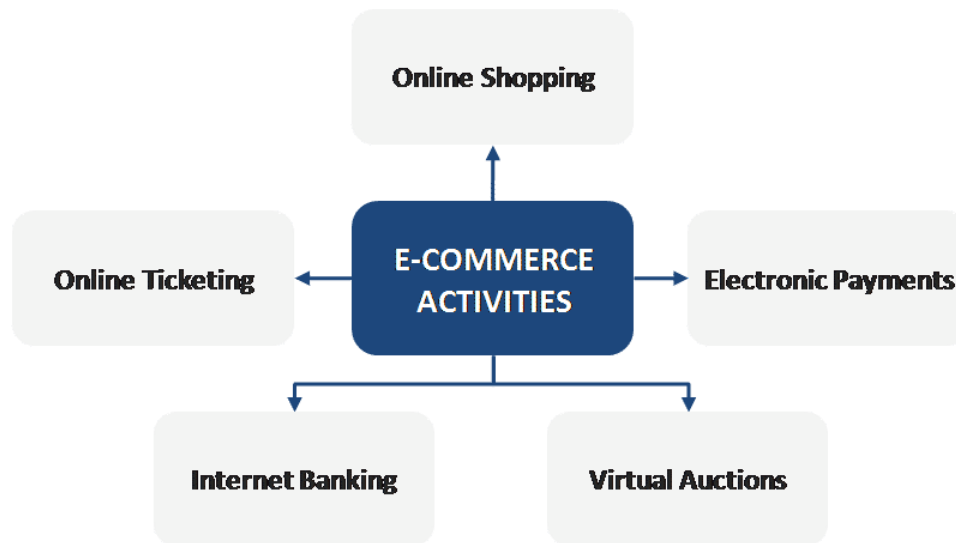 Online Shopping
Online Ticketing
E-COMMERCE
ACTIVITIES
Electronic Payments
Internet Banking
Virtual Auctions